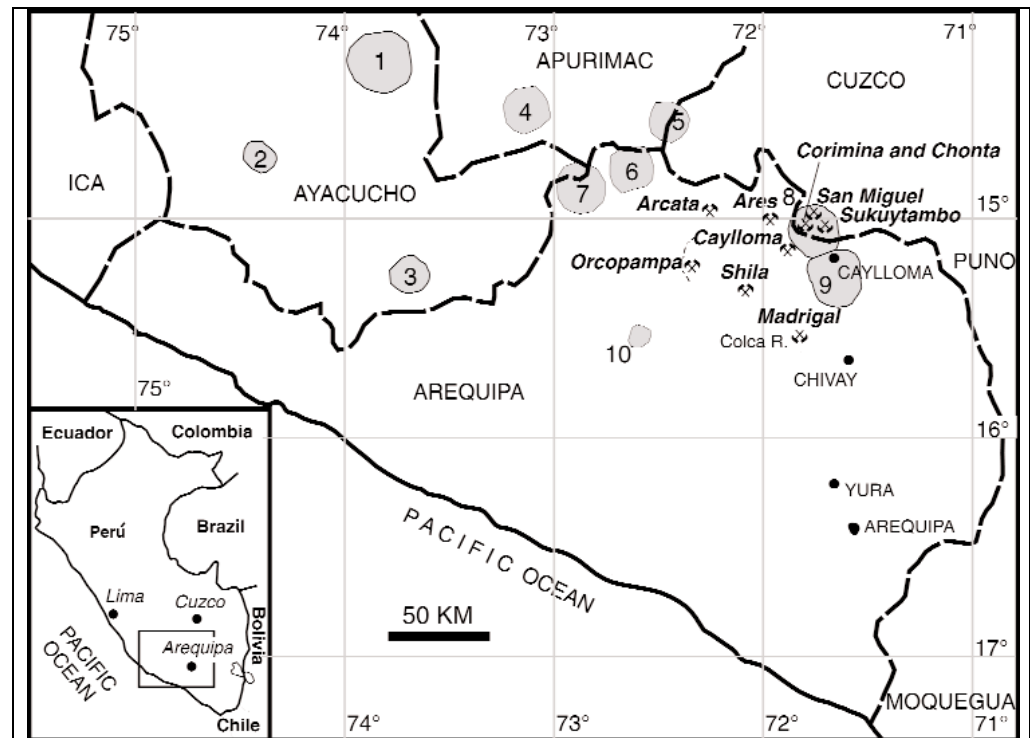 75°
74°
73°
72°
71°
1
APURIMAC
CUZCO
4
5
2
Corimina and Chonta
ICA
AYACUCHO
6
7
Arcata
Ares
8
San Miguel
Sukuytambo
15°
Caylloma
PUNO
Orcopampa
CAYLLOMA
3
Shila
9
Madrigal
Colca R.
10
CHIVAY
75°
AREQUIPA
16°
YURA
AREQUIPA
PACIFIC OCEAN
50 KM
17°
MOQUEGUA
74°
73°
72°
71°
Ecuador
Colombia
Perú
Brazil
Lima
Cuzco
Bolivia
Arequipa
PACIFIC
OCEAN
Chile